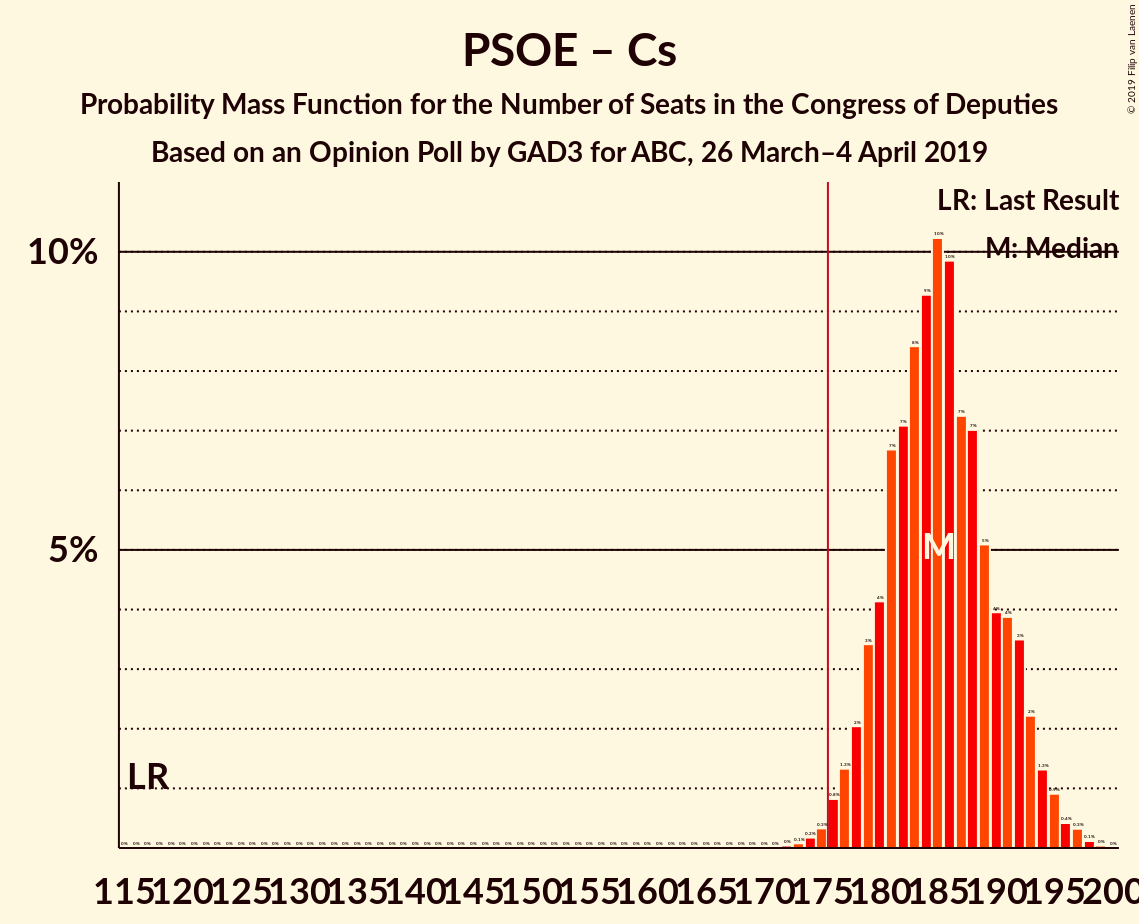 PSOE – Cs
Probability Mass Function for the Number of Seats in the Congress of Deputies
Based on an Opinion Poll by GAD3 for ABC, 26 March–4 April 2019
© 2019 Filip van Laenen
LR: Last Result
M: Median
10%
5%
LR
M
115 120 125 130 135 140 145 150 155 160 165 170 175 180 185 190 195 200